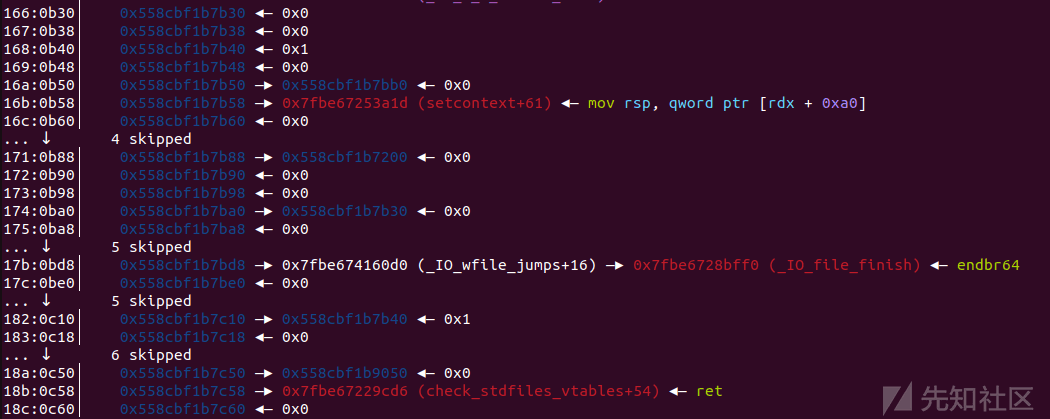 166:0b30│ 0x558cbf1b7b30 ◂— 0x0
167:0b38│ 0x558cbf1b7b38 ◂— 0x0
168:0b40│ 0x558cbf1b7b40 ◂— 0x1
169:0b48│ 0x558cbf1b7b48 ◂— 0x0
16a:0b50│ 0x558cbf1b7b50 —▸ 0x558cbf1b7bb0 ◂— 0x0
16b:0b58│ 0x558cbf1b7b58 —▸ 0x7fbe67253a1d (setcontext+61) ◂— mov rsp, qword ptr [rdx + 0xa0]
16c:0b60│ 0x558cbf1b7b60 ◂— 0x0
... ↓ 4 skipped
171:0b88│ 0x558cbf1b7b88 —▸ 0x558cbf1b7200 ◂— 0x0
172:0b90│ 0x558cbf1b7b90 ◂— 0x0
173:0b98│ 0x558cbf1b7b98 ◂— 0x0
174:0ba0│ 0x558cbf1b7ba0 —▸ 0x558cbf1b7b30 ◂— 0x0
175:0ba8│ 0x558cbf1b7ba8 ◂— 0x0
... ↓ 5 skipped
17b:0bd8│ 0x558cbf1b7bd8 —▸ 0x7fbe674160d0 (_IO_wfile_jumps+16) —▸ 0x7fbe6728bff0 (_IO_file_finish) ◂— endbr64
17c:0be0│ 0x558cbf1b7be0 ◂— 0x0
... ↓ 5 skipped
182:0c10│ 0x558cbf1b7c10 —▸ 0x558cbf1b7b40 ◂— 0x1
183:0c18│ 0x558cbf1b7c18 ◂— 0x0
... ↓ 6 skipped
18a:0c50│ 0x558cbf1b7c50 —▸ 0x558cbf1b9050 ◂— 0x0
18b:0c58│ 0x558cbf1b7c58 —▸ 0x7fbe67229cd6 (check_stdfiles_vtables+54) ◂— ret
18c:0c60│ 0x558cbf1b7c60 ◂— 0x0
先知社区